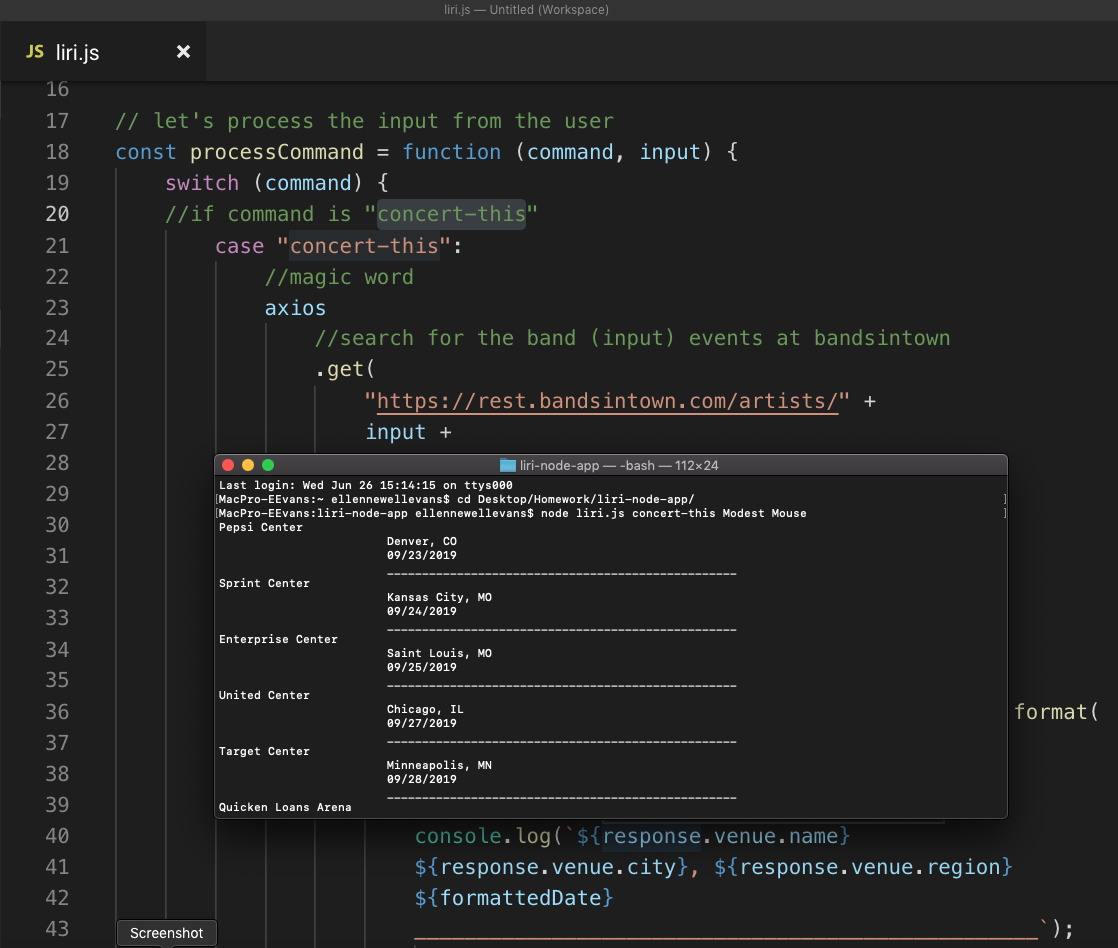 liri.js — Untitled (Workspace)
JS liri.js ×
16
17 // let's process the input from the user
18 const processCommand = function (command, input) {
19 switch (command) {
20 //if command is "concert-this"
21 case "concert-this":
22 //magic word
23 axios
24 //search for the band (input) events at bandsintown
25 .get(
26 "https://rest.bandsintown.com/artists/" +
27 input +
28
29
30
31
32
33
34
35
36 format(
37
38
39
liri-node-app — -bash — 112×24
Last login: Wed Jun 26 15:14:15 on ttys000
[MacPro-EEvans:~ ellennewellevans$ cd Desktop/Homework/liri-node-app/ ]
[MacPro-EEvans:liri-node-app ellennewellevans$ node liri.js concert-this Modest Mouse ]
Pepsi Center
Denver, CO
09/23/2019
__________________________________________________
Sprint Center
Kansas City, MO
09/24/2019
__________________________________________________
Enterprise Center
Saint Louis, MO
09/25/2019
__________________________________________________
United Center
Chicago, IL
09/27/2019
__________________________________________________
Target Center
Minneapolis, MN
09/28/2019
__________________________________________________
Quicken Loans Arena
40 console.log(`${response.venue.name}
41 ${response.venue.city}, ${response.venue.region}
42 ${formattedDate}
43 __________________________________________________`);
Screenshot